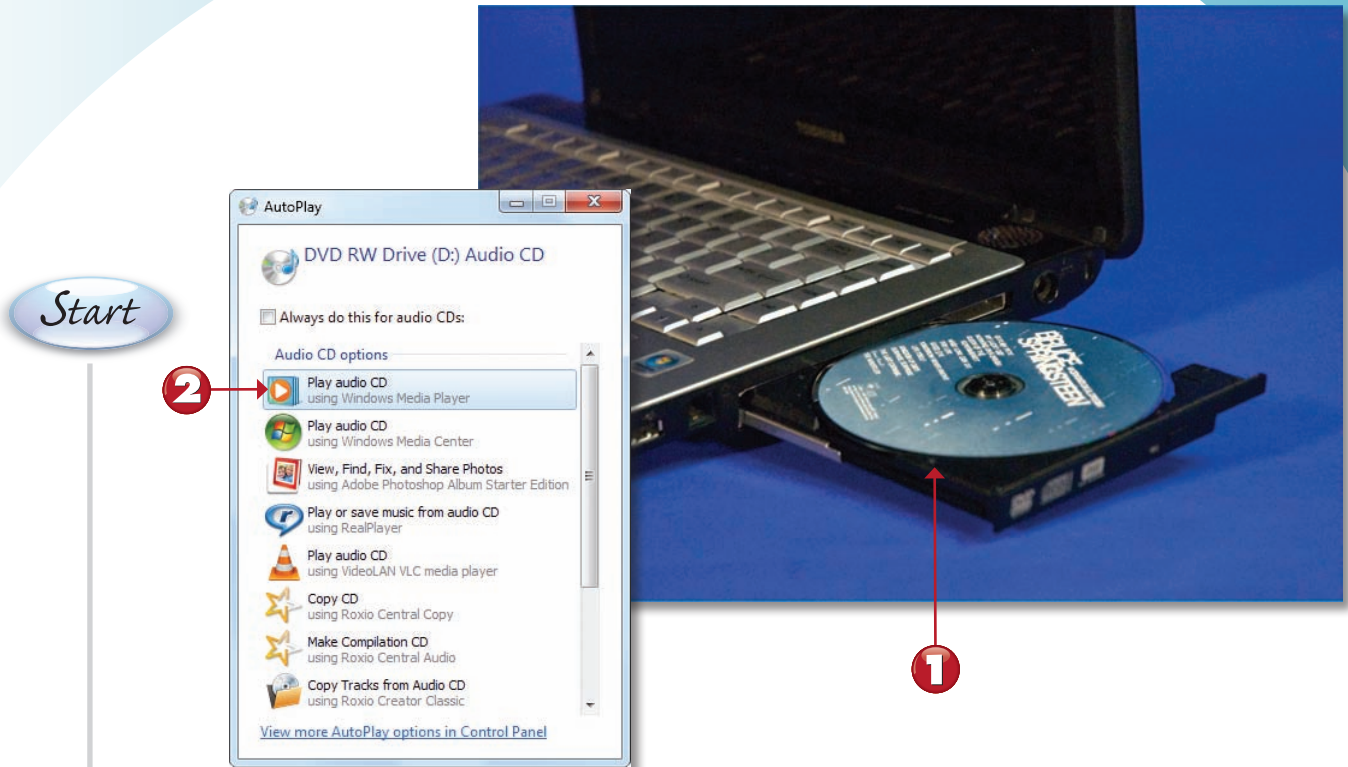 TOSHIBA
AutoPlay
DVD RW Drive (D:) Audio CD
Start
Always do this for audio CDs:
Audio CD options
2
Play audio CD
using Windows Media Player
Play audio CD
using Windows Media Center
View, Find, Fix, and Share Photos
using Adobe Photoshop Album Starter Edition
Play or save music from audio CD
using RealPlayer
Play audio CD
using VideoLAN VLC media player
Copy CD
using Roxio Central Copy
Make Compilation CD
using Roxio Central Audio
Copy Tracks from Audio CD
using Roxio Creator Classic
View more AutoPlay options in Control Panel
BRUCE
SPRINGSTEEN
1